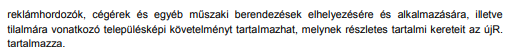 reklámhordozók, cégérek és egyéb műszaki berendezések elhelyezésére és alkalmazására, illetve
tilalmára vonatkozó településképi követelményt tartalmazhat, melynek részletes tartalmi kereteit az újR.
tartalmazza.